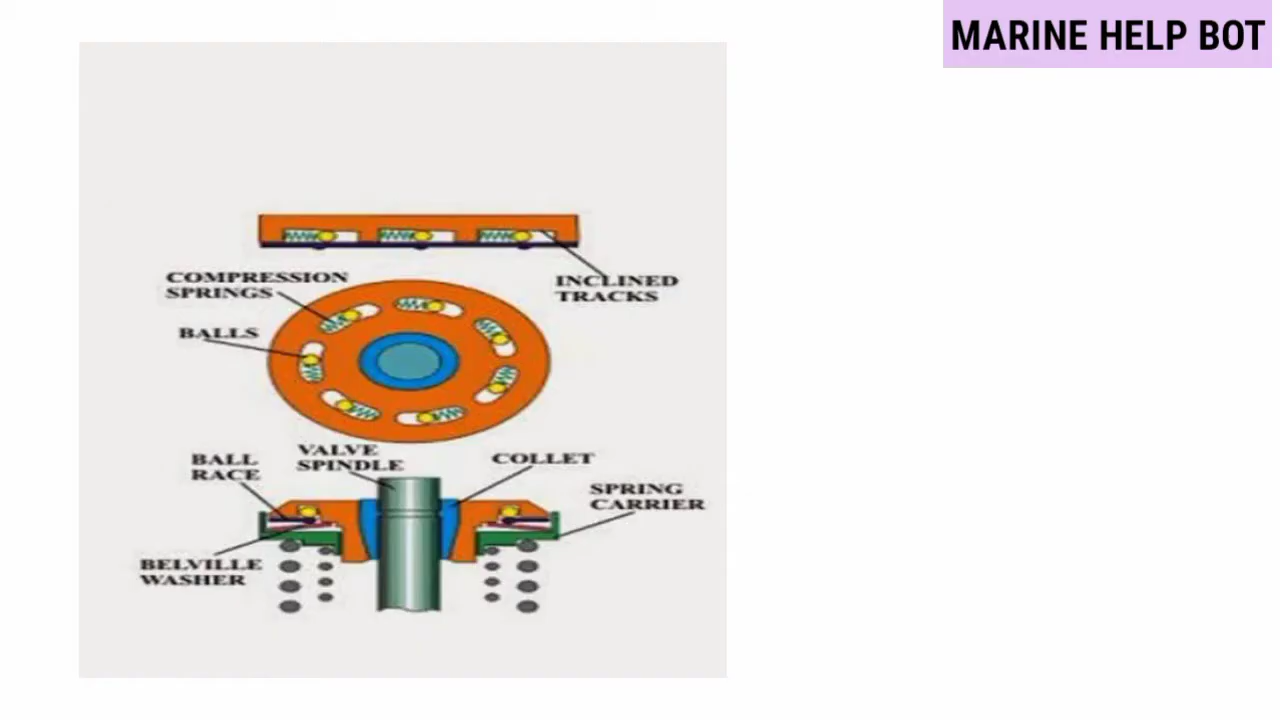 MARINE HELP BOT
COMPRESSION
SPRINGS
INCLINED
TRACKS
BALLS
VALVE
SPINDLE
BALL
RACE
COLLET
SPRING
CARRIER
BELVILLE
WASHER